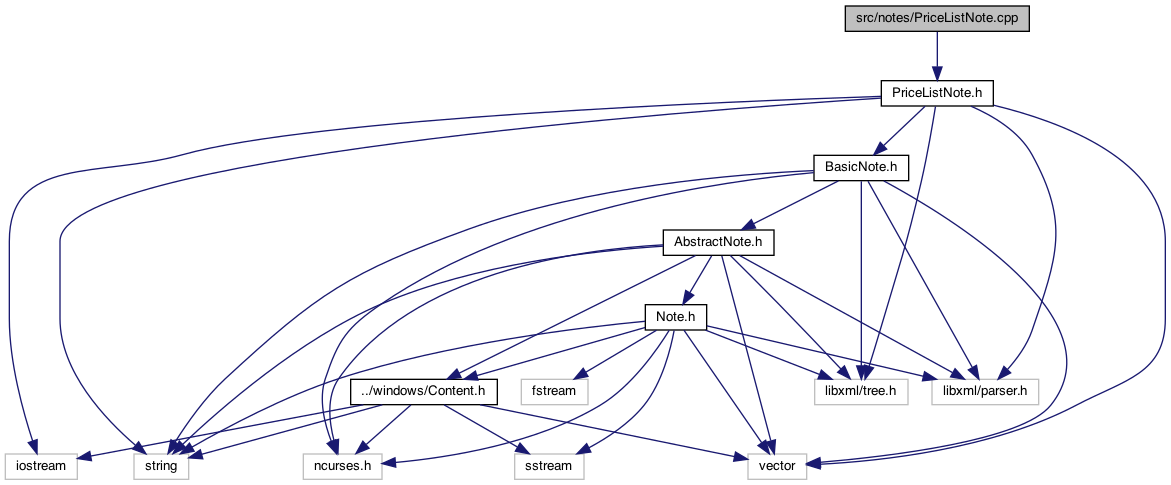 src/notes/PriceListNote.cpp
PriceListNote.h
BasicNote.h
AbstractNote.h
Note.h
../windows/Content.h
fstream
libxml/tree.h
libxml/parser.h
iostream
string
ncurses.h
sstream
vector